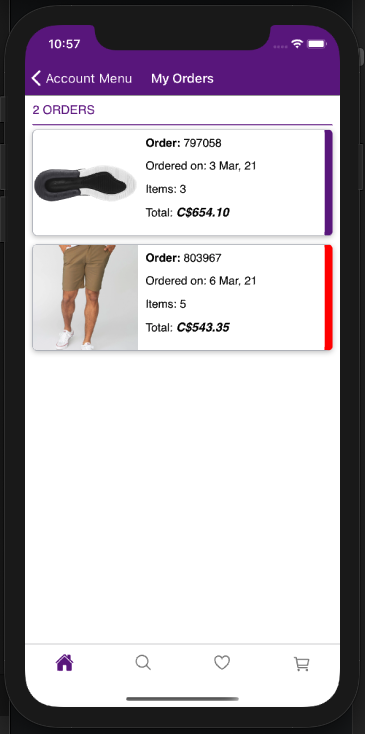 10:57
Account Menu My Orders
2 ORDERS
Order: 797058
Ordered on: 3 Mar, 21
Items: 3
Total: C$654.10
Order: 803967
Ordered on: 6 Mar, 21
Items: 5
Total: C$543.35